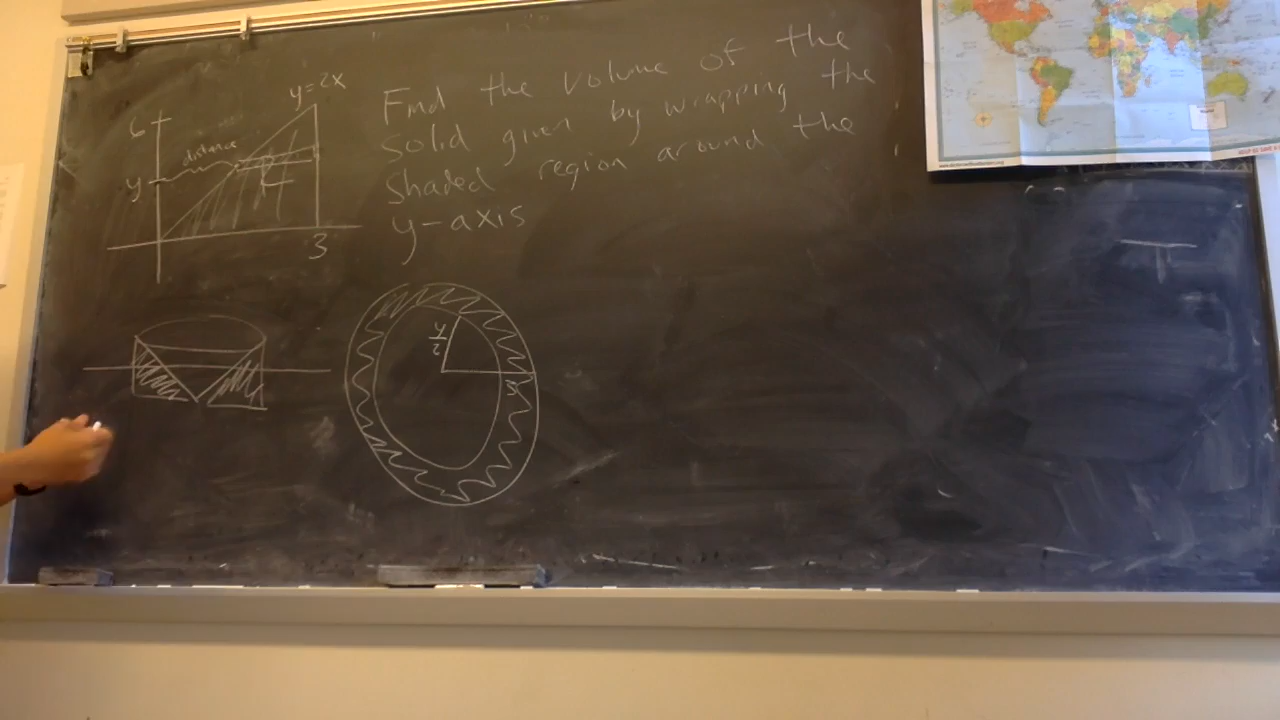 y=2x
6
distance
y
3
Find the volume of the
solid given by wrapping the
shaded region around the
y-axis
y/2